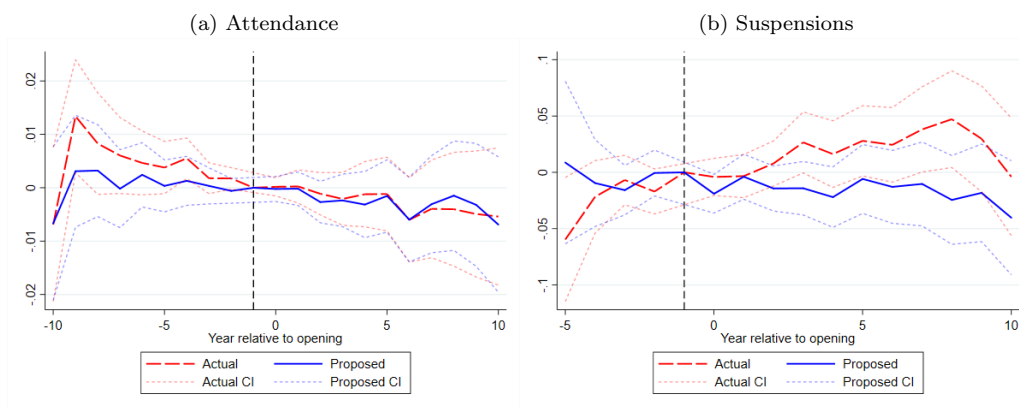 (a) Attendance
.02
.01
0
-.01
-.02
-10
-5
0
5
10
Year relative to opening
Actual
Proposed
Actual CI
Proposed CI
(b) Suspensions
.1
.05
0
-.05
-.1
-5
0
5
10
Year relative to opening
Actual
Proposed
Actual CI
Proposed CI